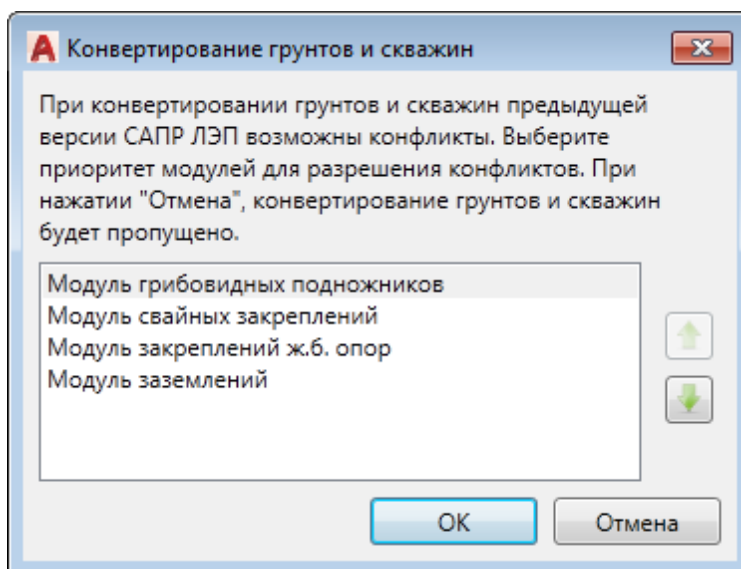 Конвертирование грунтов и скважин
При конвертировании грунтов и скважин предыдущей
версии САПР ЛЭП возможны конфликты. Выберите
приоритет модулей для разрешения конфликтов. При
нажатии "Отмена", конвертирование грунтов и скважин
будет пропущено.
Модуль грибовидных подножников
Модуль свайных закреплений
Модуль закреплений ж.б. опор
Модуль заземлений
ОК
Отмена